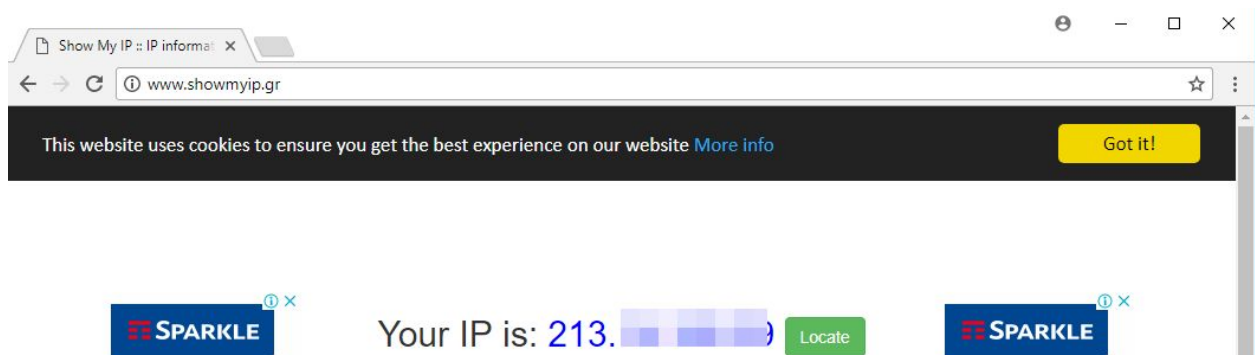 Show My IP :: IP informat
www.showmyip.gr
This website uses cookies to ensure you get the best experience on our website More info
Got it!
SPARKLE
Your IP is: 213.
Locate
SPARKLE